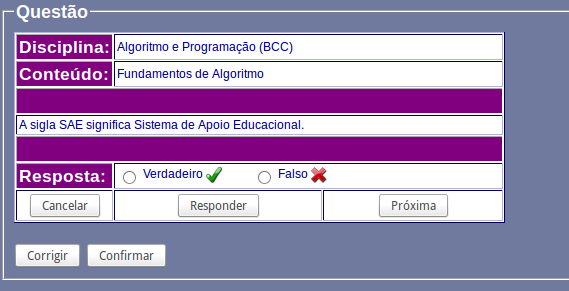 Questão
Disciplina: Algoritmo e Programação (BCC)
Conteúdo: Fundamentos de Algoritmo
A sigla SAE significa Sistema de Apoio Educacional.
Resposta: Verdadeiro Falso
Cancelar Responder Próxima
Corrigir Confirmar